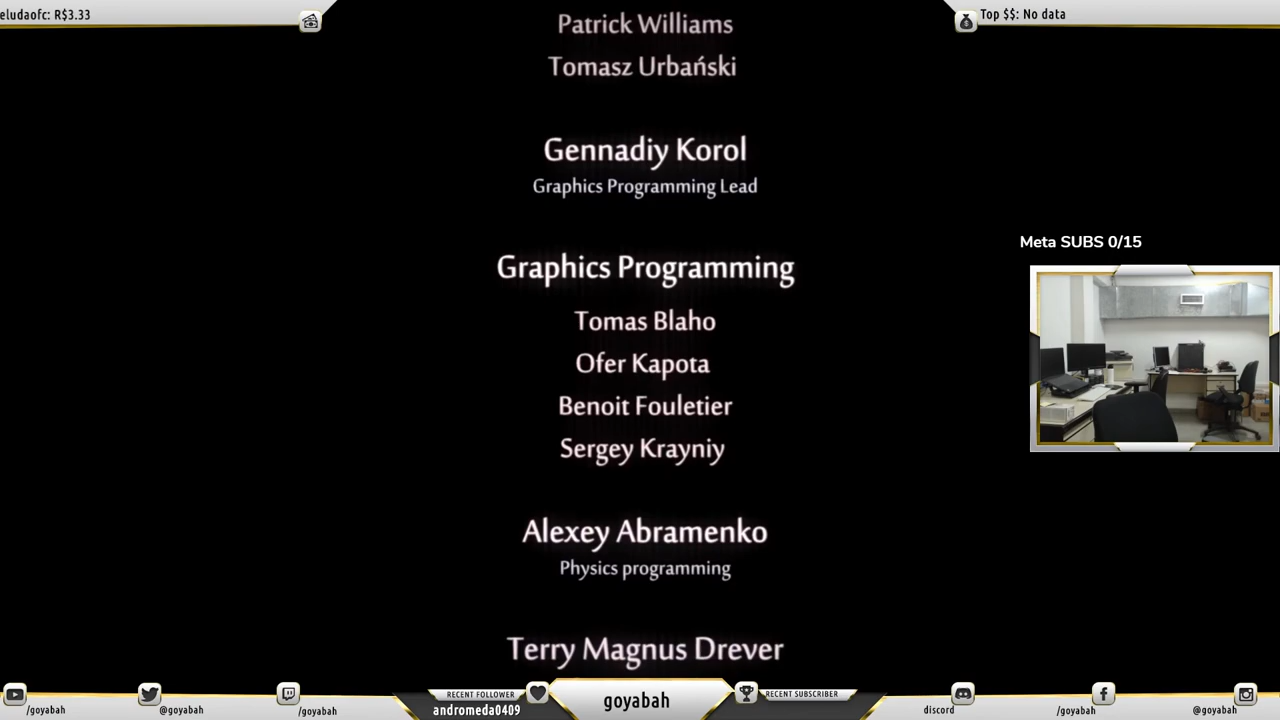 eludaofc: R$3.33
Top $$: No data
Patrick Williams
Tomasz Urbański
Gennadiy Korol
Graphics Programming Lead
Graphics Programming
Tomas Blaho
Ofer Kapota
Benoit Fouletier
Sergey Krayniy
Alexey Abramenko
Physics programming
Terry Magnus Drever
Meta SUBS 0/15
/goyabah
@goyabah
/goyabah
RECENT FOLLOWER
andromeda0409
goyabah
RECENT SUBSCRIBER
discord
/goyabah
@goyabah